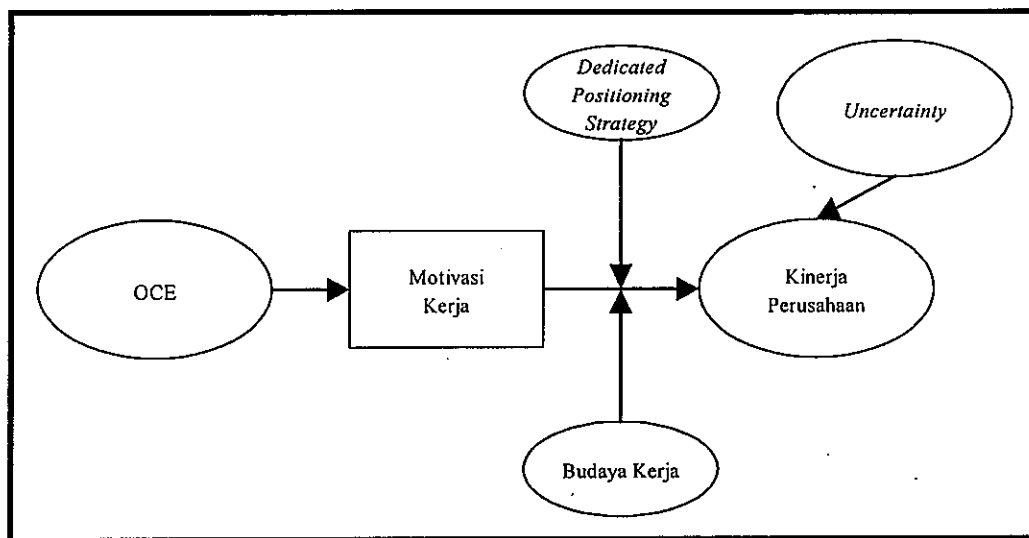 Dedicated
Positioning
Strategy
Uncertainty
OCE
Motivasi
Kerja
Kinerja
Perusahaan
Budaya Kerja